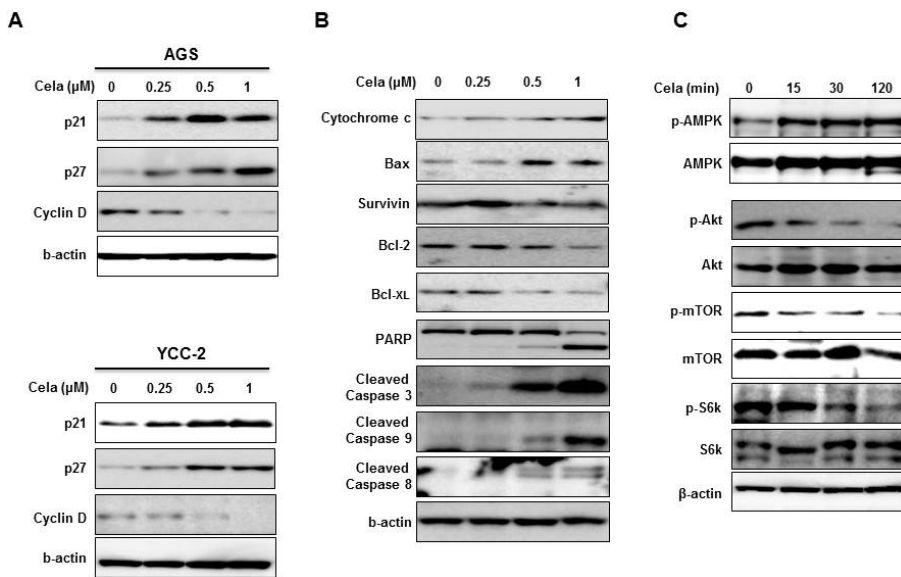 A
AGS
Cela (μM) 0 0.25 0.5 1
p21
p27
Cyclin D
b-actin
YCC-2
Cela (μM) 0 0.25 0.5 1
p21
p27
Cyclin D
b-actin
B
Cela (μM) 0 0.25 0.5 1
Cytochrome c
Bax
Survivin
Bcl-2
Bcl-XL
PARP
Cleaved
Caspase 3
Cleaved
Caspase 9
Cleaved
Caspase 8
b-actin
C
Cela (min) 0 15 30 120
p-AMPK
AMPK
p-Akt
Akt
p-mTOR
mTOR
p-S6k
S6k
β-actin